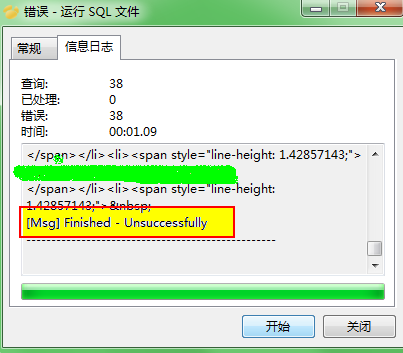 错误 - 运行 SQL 文件
常规
信息日志
查询: 38
已处理: 0
错误: 38
时间: 00:01.09
</span></li><li><span style="line-height: 1.42857143;">
</span></li><li><span style="line-height:
1.42857143;">&nbsp;
[Msg] Finished - Unsuccessfully
--------------------------------------------------
开始
关闭